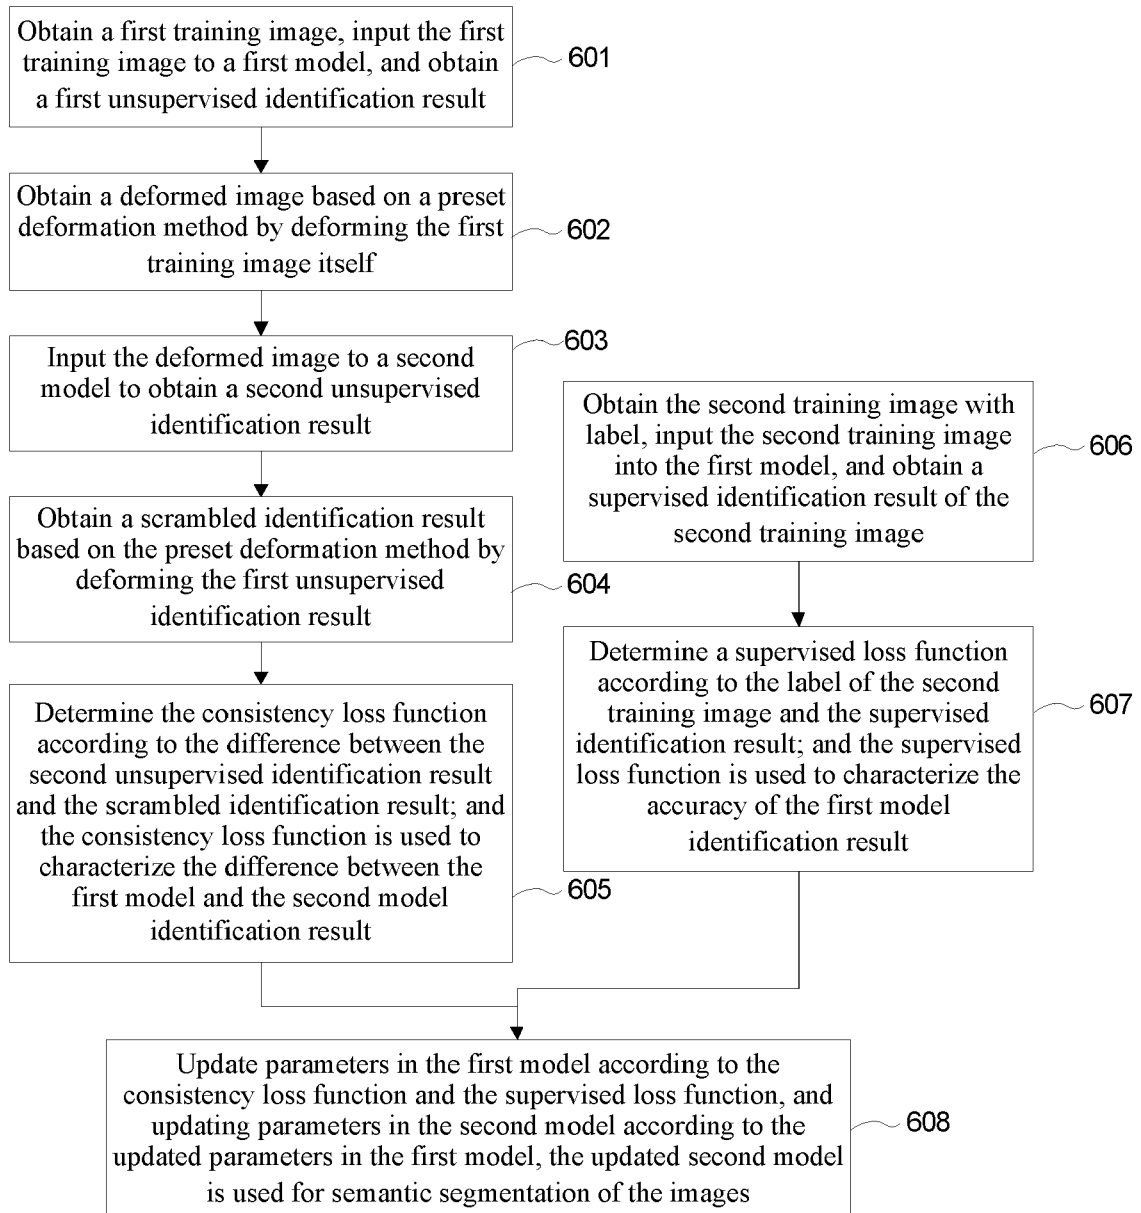 Obtain a first training image, input the first
training image to a first model, and obtain
a first unsupervised identification result
601
Obtain a deformed image based on a preset
deformation method by deforming the first
training image itself
602
Input the deformed image to a second
model to obtain a second unsupervised
identification result
603
Obtain a scrambled identification result
based on the preset deformation method by
deforming the first unsupervised
identification result
604
Determine the consistency loss function
according to the difference between the
second unsupervised identification result
and the scrambled identification result; and
the consistency loss function is used to
characterize the difference between the
first model and the second model
identification result
605
Obtain the second training image with
label, input the second training image
into the first model, and obtain a
supervised identification result of the
second training image
606
Determine a supervised loss function
according to the label of the second
training image and the supervised
identification result; and the supervised
loss function is used to characterize the
accuracy of the first model
identification result
607
Update parameters in the first model according to the
consistency loss function and the supervised loss function, and
updating parameters in the second model according to the
updated parameters in the first model, the updated second model
is used for semantic segmentation of the images
608